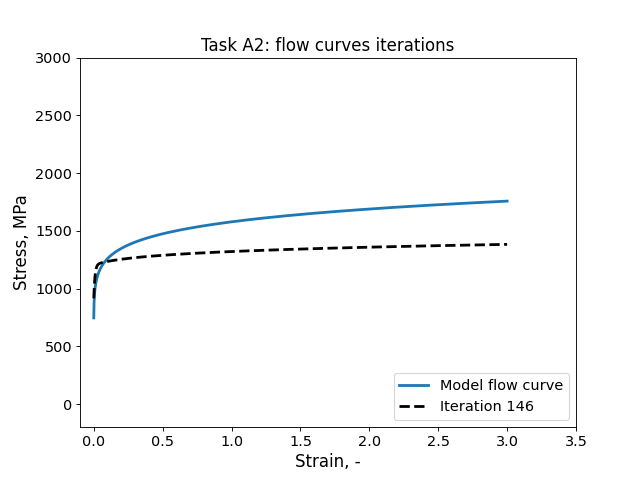 Task A2: flow curves iterations
3000
2500
2000
1500
1000
500
0
Stress, MPa
0.0 0.5 1.0 1.5 2.0 2.5 3.0 3.5
Strain, -
Model flow curve
Iteration 146